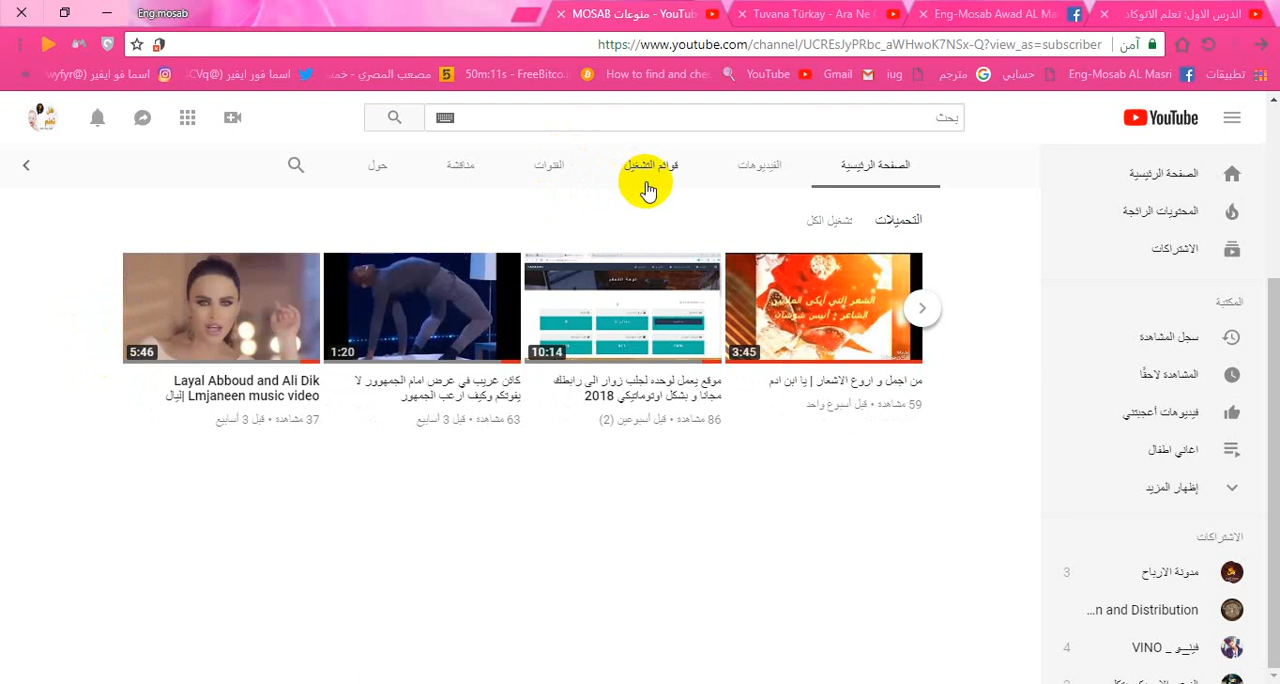 Eng.mosab
MOSAB منوعات - YouTu
Tuvana Türkay - Ara Ne
Eng-Mosab Awad AL Ma
الدرس الاول: تعلم الاتوكاد
https://www.youtube.com/channel/UCREsJyPRbc_aWHwoK7NSx-Q?view_as=subscriber
آمن
تطبيقات
Eng-Mosab AL Masri
حسابي
مترجم
iug
Gmail
YouTube
How to find and che
50m:11s - FreeBitco.
مصعب المصري - خمس
اسما فور ايفير (@CVq
اسما فو ايفير (@wyfyr
YouTube
بحث
الصفحة الرئيسية
الفيديوهات
قوائم التشغيل
القنوات
مناقشة
حول
التحميلات
تشغيل الكل
3:45
من اجمل و اروع الاشعار | يا ابن ادم
59 مشاهدة • قبل أسبوع واحد
10:14
موقع يعمل لوحده لجلب زوار الى رابطك
مجانا و بشكل اوتوماتيكي 2018
86 مشاهدة • قبل أسبوعين (2)
1:20
كائن غريب في عرض امام الجمهور لا
يفوتكم وكيف ارعب الجمهور
63 مشاهدة • قبل 3 أسابيع
5:46
Layal Abboud and Ali Dik
Lmjaneen music video |ليال
37 مشاهدة • قبل 3 أسابيع
الصفحة الرئيسية
المحتويات الرائجة
الاشتراكات
المكتبة
سجل المشاهدة
المشاهدة لاحقًا
فيديوهات أعجبتني
اغاني اطفال
إظهار المزيد
الاشتراكات
مدونة الارباح
3
n and Distribution...
فينـو _ VINO
4